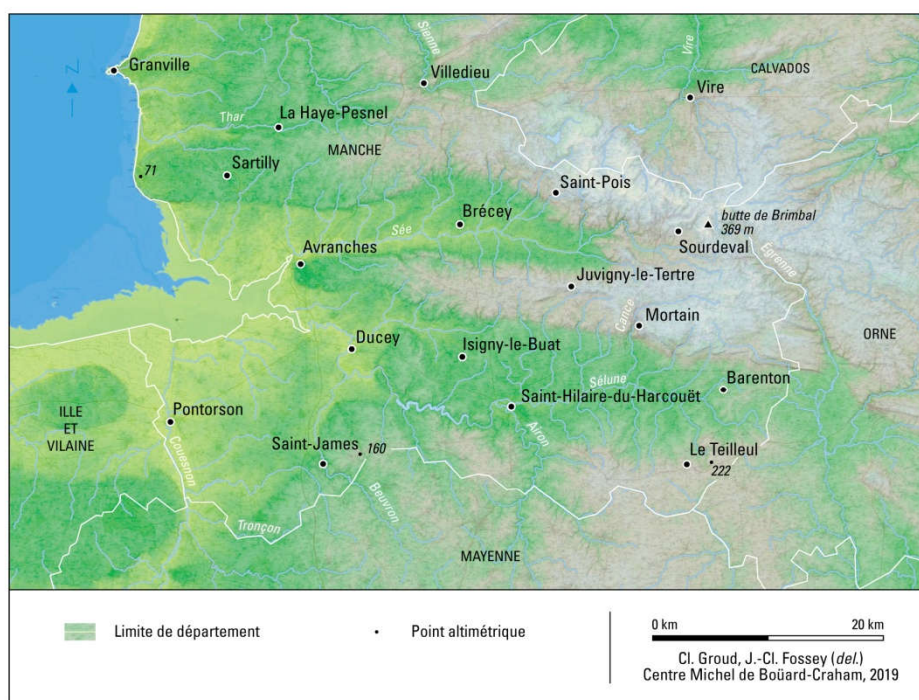 Granville
N
Villedieu
Sienne
Vire
CALVADOS
Vire
La Haye-Pesnel
Thar
MANCHE
71
Sartilly
Saint-Pois
Brécey
butte de Brimbal
369 m
Sourdeval
Sée
Avranches
Egrenne
Juvigny-le-Tertre
Cance
Mortain
ORNE
Ducey
Isigny-le-Buat
Sélune
Barenton
ILLE
ET
VILAINE
Pontorson
Saint-Hilaire-du-Harcouët
Couesnon
Airon
Saint-James
160
Le Teilleul
222
Beuvron
Tronçon
MAYENNE
Limite de département
Point altimétrique
0 km
20 km
Cl. Groud, J.-Cl. Fossey (del.)
Centre Michel de Boüard-Craham, 2019